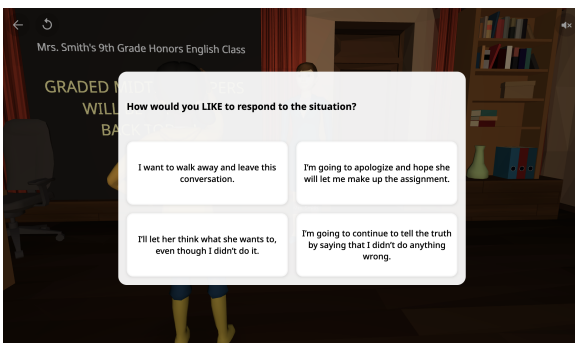 Mrs. Smith's 9th Grade Honors English Class
GRADED
WILL
How would you LIKE to respond to the situation?
I want to walk away and leave this
conversation.
I'm going to apologize and hope she
will let me make up the assignment.
I'll let her think what she wants to,
even though I didn't do it.
I'm going to continue to tell the truth
by saying that I didn't do anything
wrong.